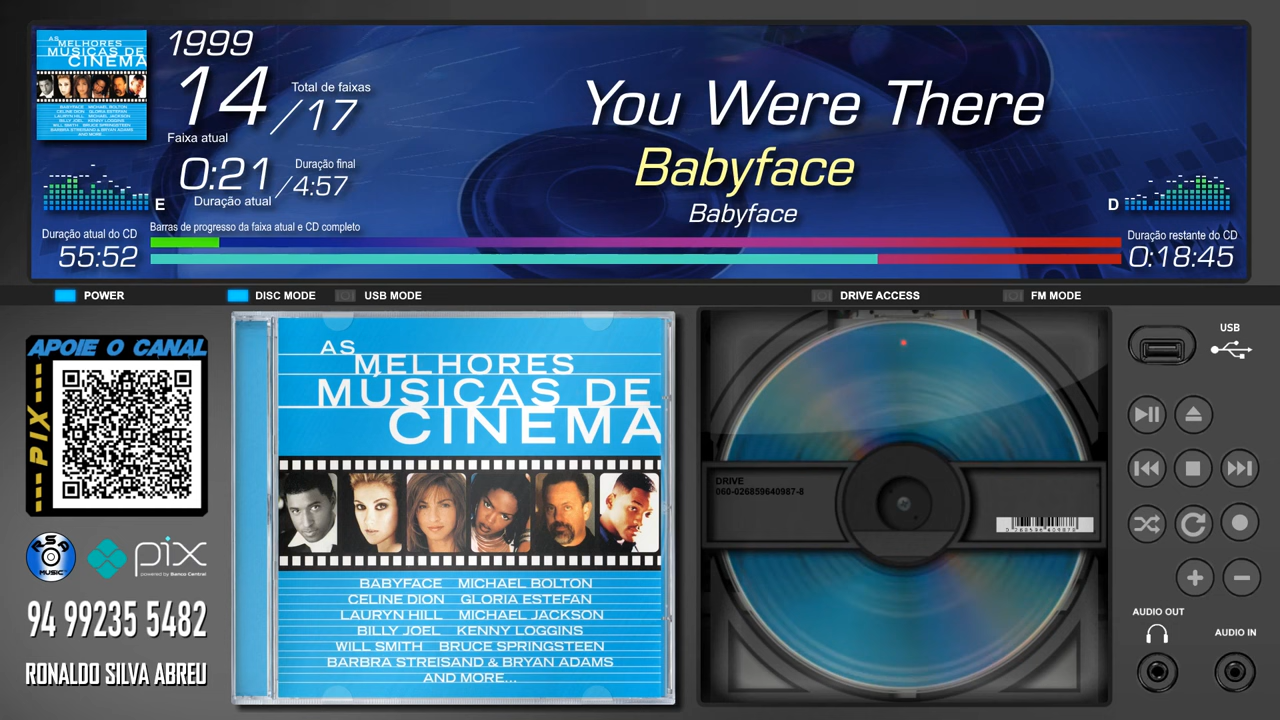 AS
MELHORES
MÚSICAS DE
CINEMA
BABYFACE MICHAEL BOLTON
CELINE DION GLORIA ESTEFAN
LAURYN HILL MICHAEL JACKSON
BILLY JOEL KENNY LOGGINS
WILL SMITH BRUCE SPRINGSTEEN
BARBRA STREISAND & BRYAN ADAMS
AND MORE...
1999
14/17
Total de faixas
Faixa atual
0:21/4:57
Duração final
Duração atual
You Were There
Babyface
Babyface
E
D
Duração atual do CD
55:52
Barras de progresso da faixa atual e CD completo
Duração restante do CD
0:18:45
POWER
DISC MODE
USB MODE
DRIVE ACCESS
FM MODE
APOIE O CANAL
PIX
RSA
MUSIC
pix
powered by Banco Central
94 99235 5482
RONALDO SILVA ABREU
AS
MELHORES
MÚSICAS DE
CINEMA
BABYFACE MICHAEL BOLTON
CELINE DION GLORIA ESTEFAN
LAURYN HILL MICHAEL JACKSON
BILLY JOEL KENNY LOGGINS
WILL SMITH BRUCE SPRINGSTEEN
BARBRA STREISAND & BRYAN ADAMS
AND MORE...
DRIVE
060-026859640987-8
USB
AUDIO OUT
AUDIO IN